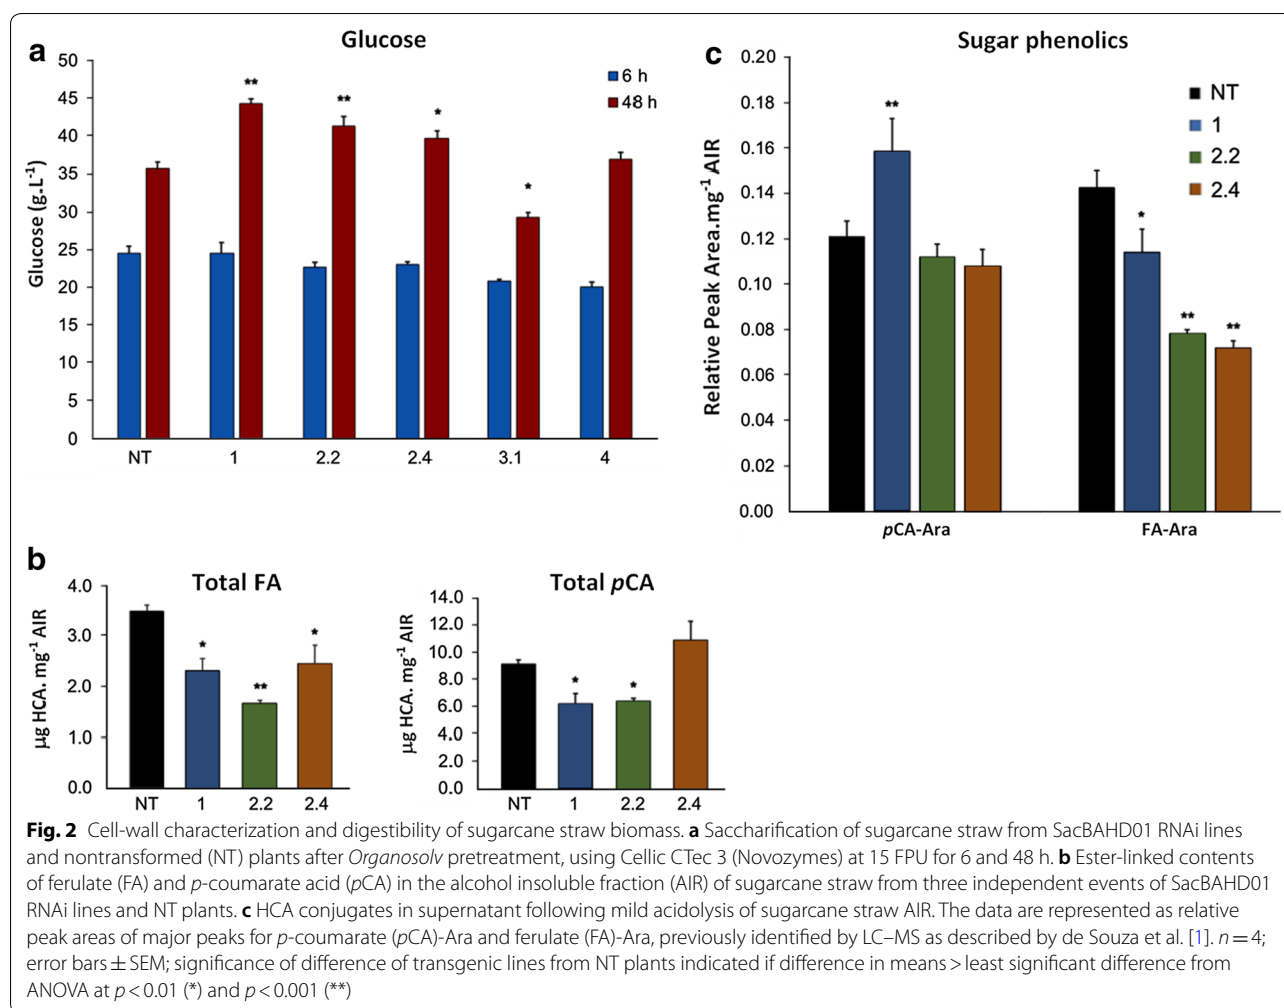 a
Glucose
50
45
40
35
30
25
20
15
10
5
0
Glucose (g.L⁻¹)
6 h
48 h
**
**
*
*
NT 1 2.2 2.4 3.1 4
c
Sugar phenolics
0.20
0.18
0.16
0.14
0.12
0.10
0.08
0.06
0.04
0.02
0.00
Relative Peak Area.mg⁻¹ AIR
NT
1
2.2
2.4
**
*
**
**
pCA-Ara FA-Ara
b
Total FA
4.0
3.0
2.0
1.0
0.0
µg HCA. mg⁻¹ AIR
*
**
*
NT 1 2.2 2.4
Total pCA
14.0
12.0
10.0
8.0
6.0
4.0
2.0
0.0
µg HCA. mg⁻¹ AIR
*
*
NT 1 2.2 2.4
Fig. 2 Cell-wall characterization and digestibility of sugarcane straw biomass. a Saccharification of sugarcane straw from SacBAHD01 RNAi lines
and nontransformed (NT) plants after Organosolv pretreatment, using Cellic CTec 3 (Novozymes) at 15 FPU for 6 and 48 h. b Ester-linked contents
of ferulate (FA) and p-coumarate acid (pCA) in the alcohol insoluble fraction (AIR) of sugarcane straw from three independent events of SacBAHD01
RNAi lines and NT plants. c HCA conjugates in supernatant following mild acidolysis of sugarcane straw AIR. The data are represented as relative
peak areas of major peaks for p-coumarate (pCA)-Ara and ferulate (FA)-Ara, previously identified by LC–MS as described by de Souza et al. [1]. n = 4;
error bars ± SEM; significance of difference of transgenic lines from NT plants indicated if difference in means > least significant difference from
ANOVA at p < 0.01 (*) and p < 0.001 (**)